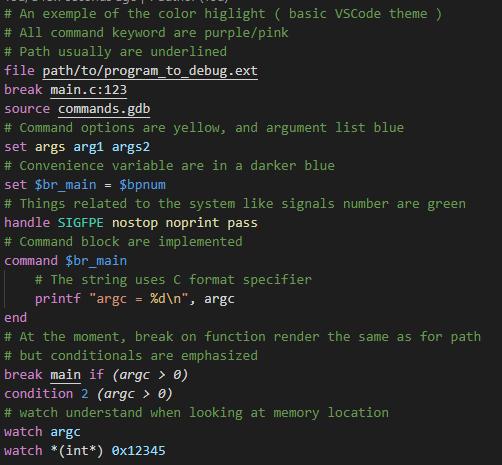 # An exemple of the color higlight ( basic VSCode theme )
# All command keyword are purple/pink
# Path usually are underlined
file path/to/program_to_debug.ext
break main.c:123
source commands.gdb
# Command options are yellow, and argument list blue
set args arg1 args2
# Convenience variable are in a darker blue
set $br_main = $bpnum
# Things related to the system like signals number are green
handle SIGFPE nostop noprint pass
# Command block are implemented
command $br_main
    # The string uses C format specifier
    printf "argc = %d\n", argc
end
# At the moment, break on function render the same as for path
# but conditionals are emphasized
break main if (argc > 0)
condition 2 (argc > 0)
# watch understand when looking at memory location
watch argc
watch *(int*) 0x12345